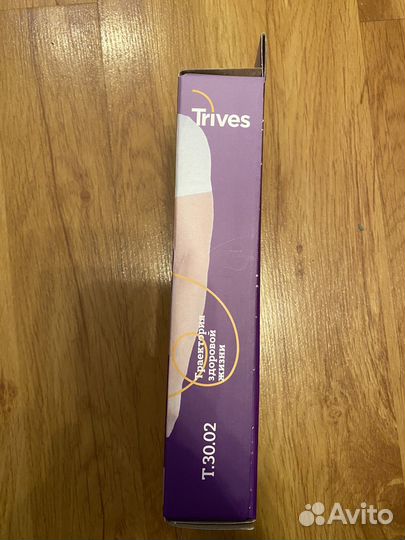 Trives
Траектория
здоровой
жизни
Т.30.02
Avito